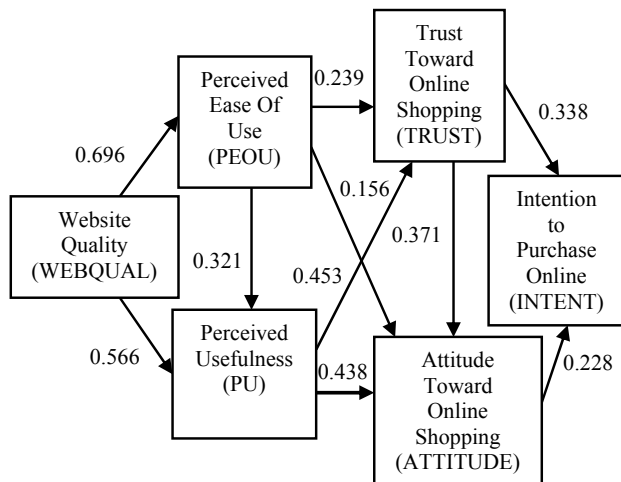 Trust
Toward
Online
Shopping
(TRUST)
Perceived
Ease Of
Use
(PEOU)
0.239
0.338
0.696
0.156
Intention
to
Purchase
Online
(INTENT)
Website
Quality
(WEBQUAL)
0.371
0.321
0.453
Perceived
Usefulness
(PU)
0.566
0.438
Attitude
Toward
Online
Shopping
(ATTITUDE)
0.228